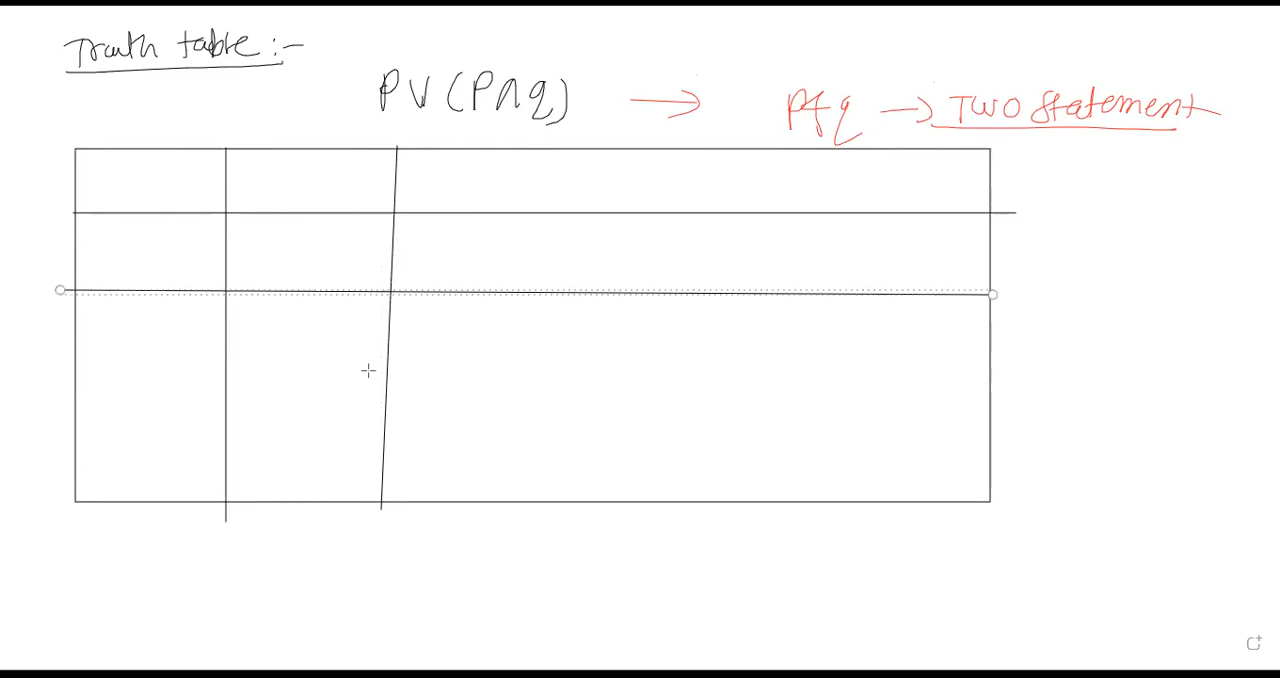 Truth table :-
P V (P ∧ q) → P & q → Two Statement